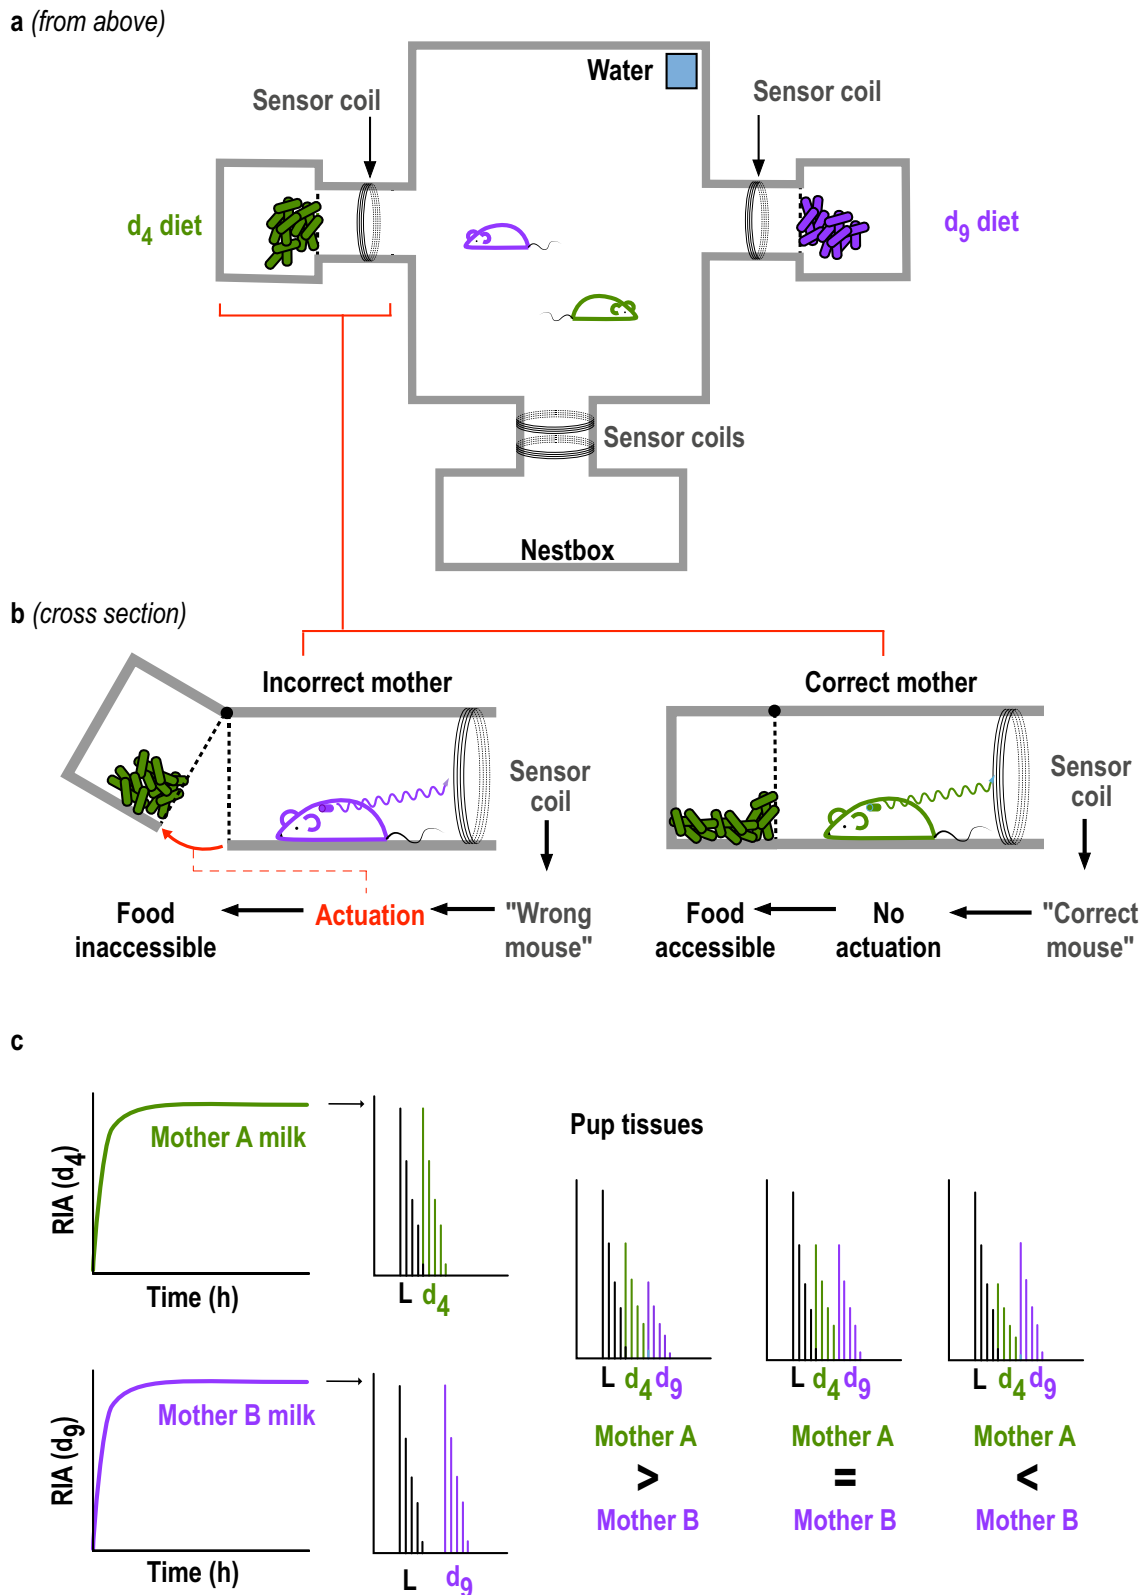 a (from above)
Water
Sensor coil
Sensor coil
d4 diet
d9 diet
Sensor coils
Nestbox
b (cross section)
Incorrect mother
Correct mother
Sensor
coil
Sensor
coil
Food
inaccessible
Actuation
"Wrong
mouse"
Food
accessible
No
actuation
"Correct
mouse"
c
RIA (d4)
Mother A milk
Time (h)
L d4
Pup tissues
RIA (d9)
Mother B milk
Time (h)
L d9
L d4 d9
Mother A
>
Mother B
L d4 d9
Mother A
=
Mother B
L d4 d9
Mother A
<
Mother B